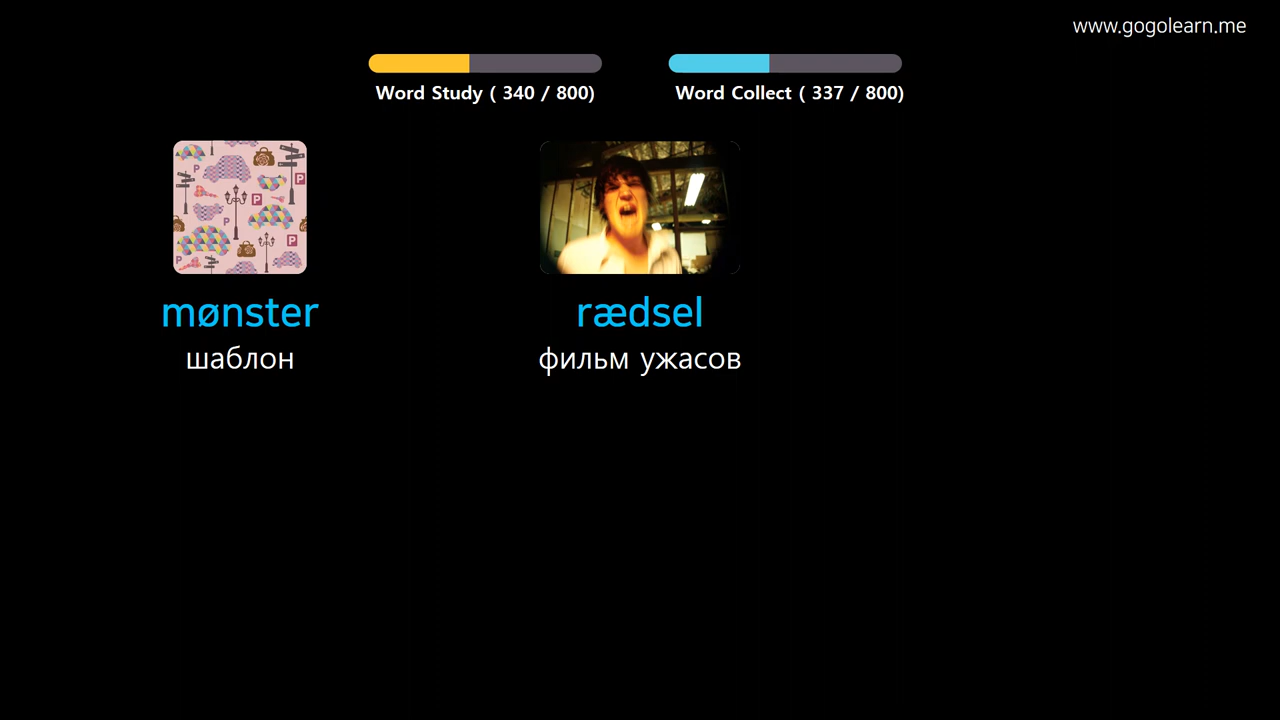 www.gogolearn.me
Word Study ( 340 / 800)
Word Collect ( 337 / 800)
P
P
P
P
P
P
mønster
шаблон
rædsel
фильм ужасов